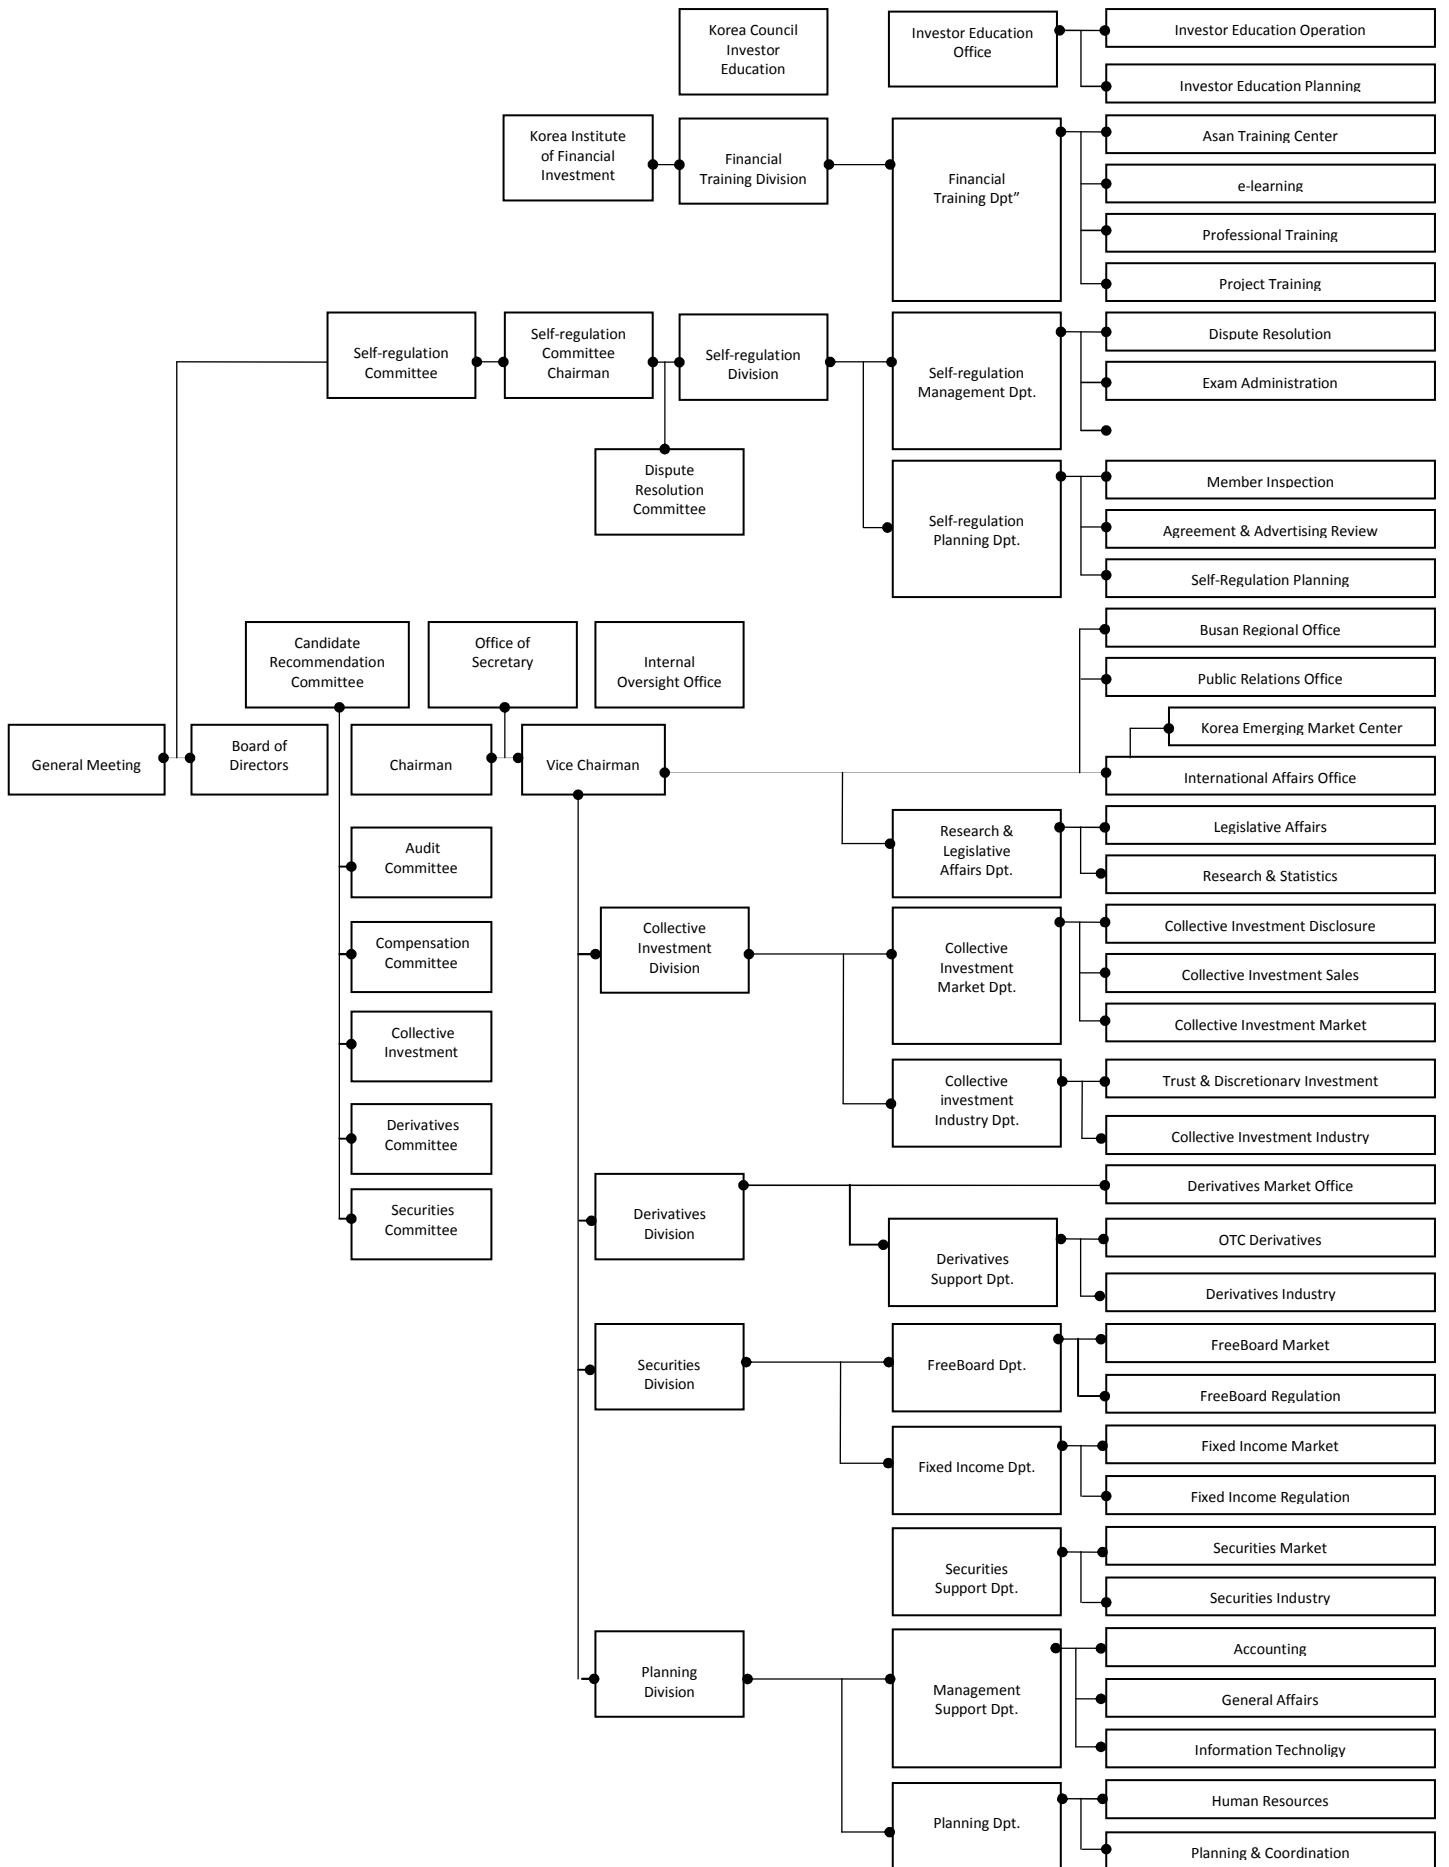 Korea Council
Investor
Education
Investor Education
Office
Investor Education Operation
Investor Education Planning
Korea Institute
of Financial
Investment
Financial
Training Division
Financial
Training Dpt”
Asan Training Center
e-learning
Professional Training
Project Training
Self-regulation
Committee
Self-regulation
Committee
Chairman
Self-regulation
Division
Self-regulation
Management Dpt.
Dispute Resolution
Exam Administration
Dispute
Resolution
Committee
Self-regulation
Planning Dpt.
Member Inspection
Agreement & Advertising Review
Self-Regulation Planning
Candidate
Recommendation
Committee
Office of
Secretary
Internal
Oversight Office
Busan Regional Office
Public Relations Office
Korea Emerging Market Center
General Meeting
Board of
Directors
Chairman
Vice Chairman
International Affairs Office
Audit
Committee
Research &
Legislative
Affairs Dpt.
Legislative Affairs
Research & Statistics
Compensation
Committee
Collective
Investment
Division
Collective
Investment
Market Dpt.
Collective Investment Disclosure
Collective Investment Sales
Collective Investment Market
Collective
Investment
Collective
investment
Industry Dpt.
Trust & Discretionary Investment
Collective Investment Industry
Derivatives
Committee
Securities
Committee
Derivatives
Division
Derivatives Market Office
Derivatives
Support Dpt.
OTC Derivatives
Derivatives Industry
Securities
Division
FreeBoard Dpt.
FreeBoard Market
FreeBoard Regulation
Fixed Income Dpt.
Fixed Income Market
Fixed Income Regulation
Securities
Support Dpt.
Securities Market
Securities Industry
Planning
Division
Management
Support Dpt.
Accounting
General Affairs
Information Technoligy
Planning Dpt.
Human Resources
Planning & Coordination